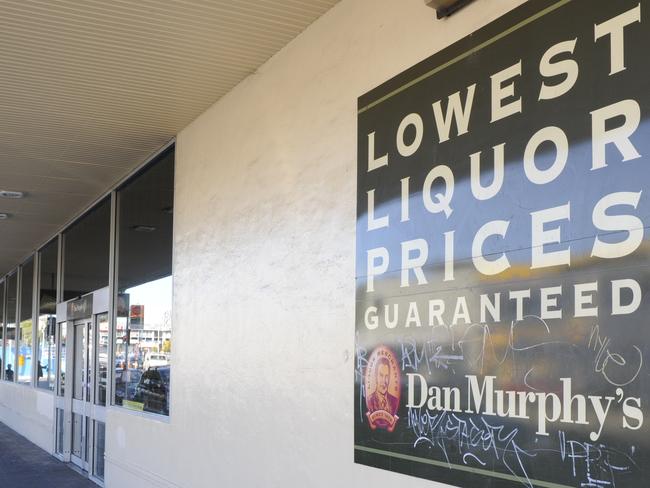 LOWEST
LIQUOR
PRICES
GUARANTEED
Dan Murphy's